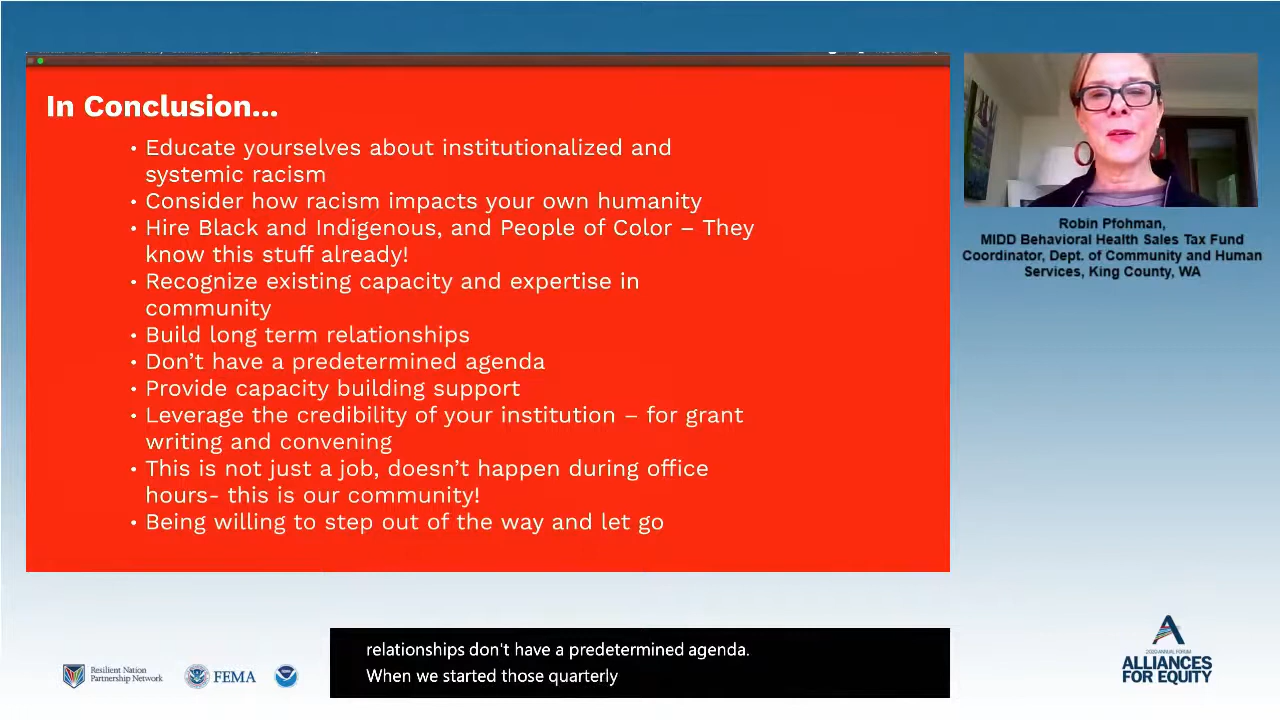 In Conclusion...
• Educate yourselves about institutionalized and
systemic racism
• Consider how racism impacts your own humanity
• Hire Black and Indigenous, and People of Color – They
know this stuff already!
• Recognize existing capacity and expertise in
community
• Build long term relationships
• Don't have a predetermined agenda
• Provide capacity building support
• Leverage the credibility of your institution – for grant
writing and convening
• This is not just a job, doesn't happen during office
hours- this is our community!
• Being willing to step out of the way and let go
Robin Pfohman,
MIDD Behavioral Health Sales Tax Fund
Coordinator, Dept. of Community and Human
Services, King County, WA
relationships don't have a predetermined agenda.
When we started those quarterly
Resilient Nation
Partnership Network
FEMA
ALLIANCES
FOR EQUITY